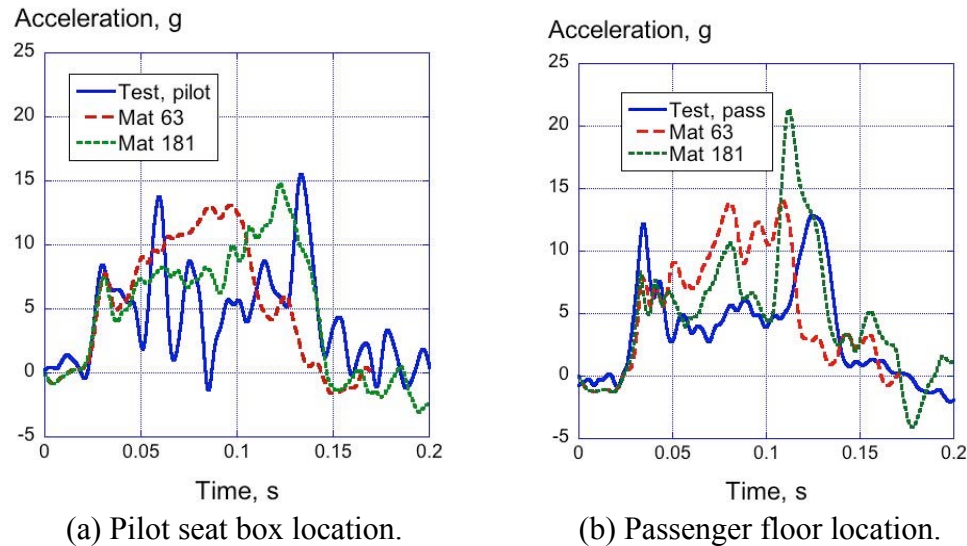 Acceleration, g
25
20
15
10
5
0
-5
Test, pilot
Mat 63
Mat 181
0
0.05
0.1
0.15
0.2
Time, s
(a) Pilot seat box location.
Acceleration, g
25
20
15
10
5
0
-5
Test, pass
Mat 63
Mat 181
0
0.05
0.1
0.15
0.2
Time, s
(b) Passenger floor location.